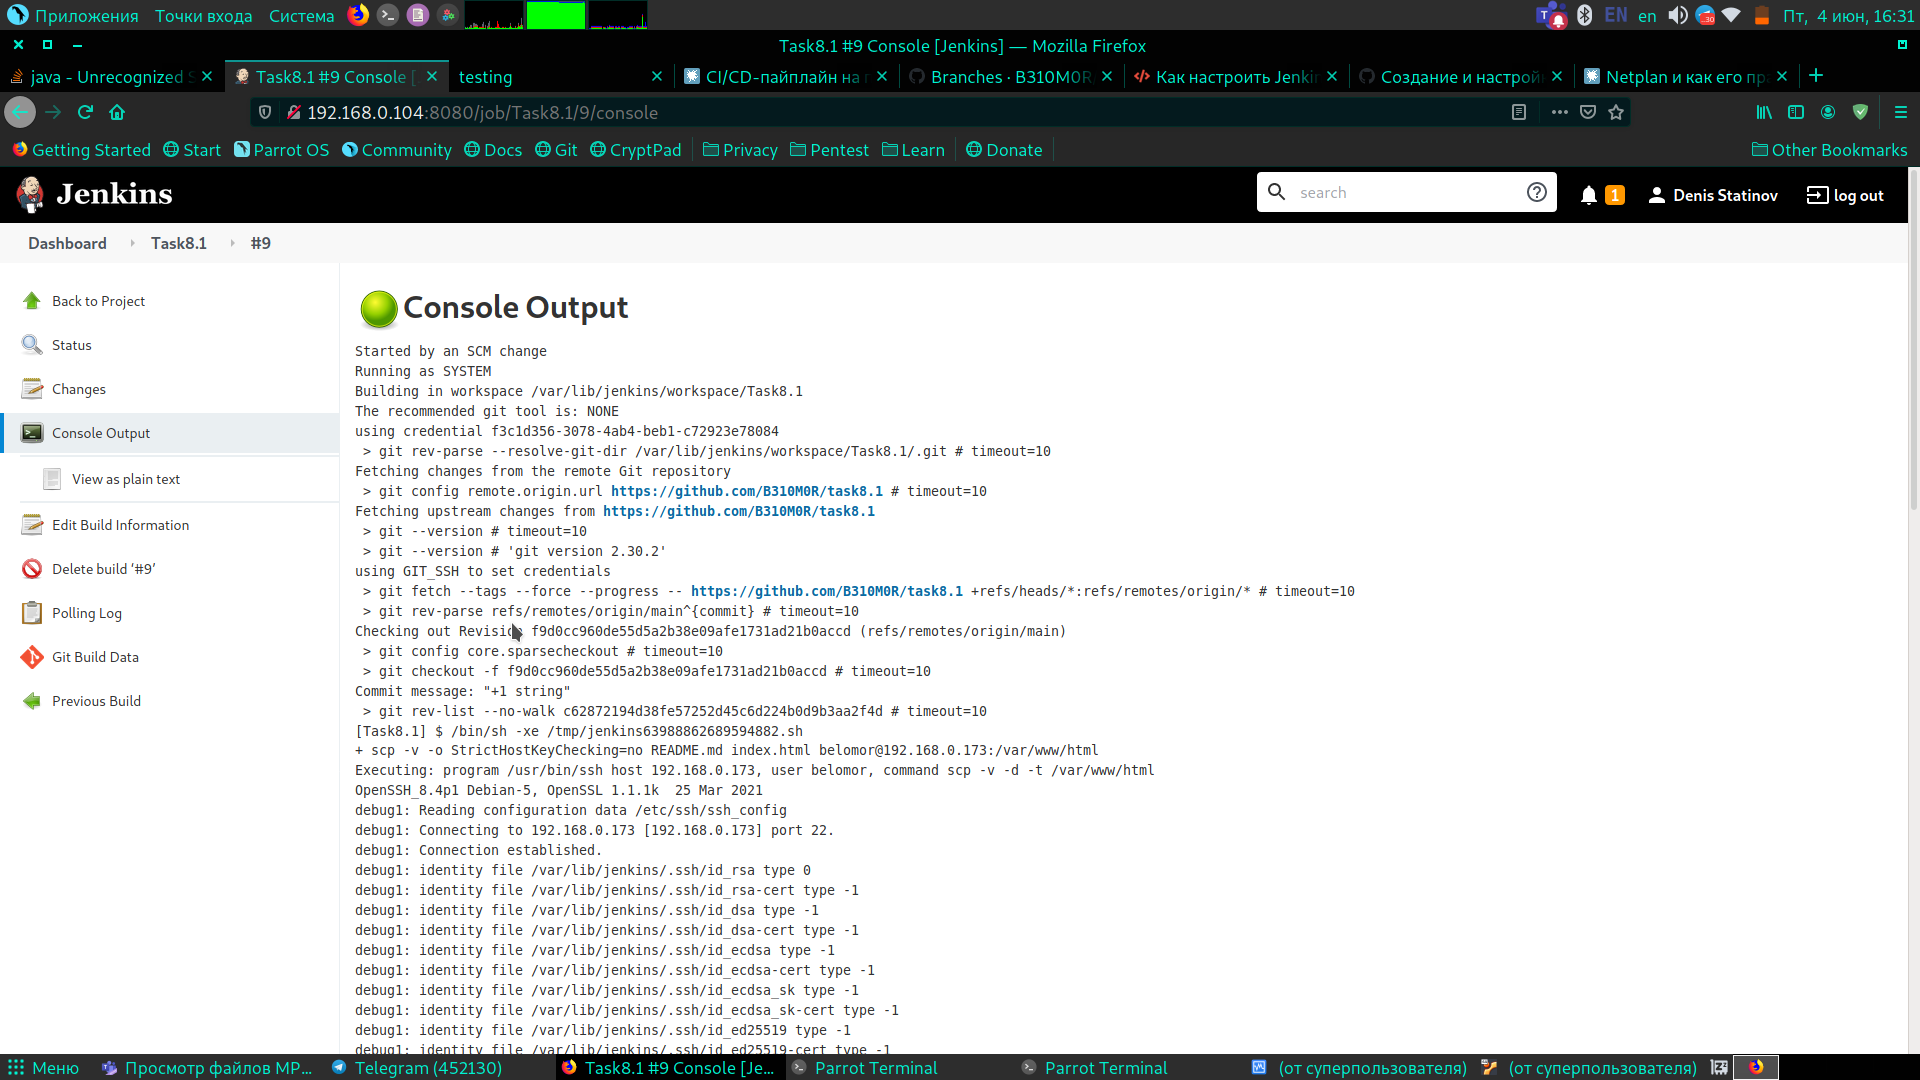 Приложения Точки входа Система EN en Пт, 4 июн, 16:31
Task8.1 #9 Console [Jenkins] — Mozilla Firefox
java - Unrecognized S Task8.1 #9 Console [ testing CI/CD-пайплайн на Branches · B310M0R Как настроить Jenki Создание и настрой Netplan и как его пр
192.168.0.104:8080/job/Task8.1/9/console
Getting Started Start Parrot OS Community Docs Git CryptPad Privacy Pentest Learn Donate Other Bookmarks
Jenkins search 1 Denis Statinov log out
Dashboard Task8.1 #9
Back to Project
Status
Changes
Console Output
View as plain text
Edit Build Information
Delete build ‘#9’
Polling Log
Git Build Data
Previous Build
Console Output
Started by an SCM change
Running as SYSTEM
Building in workspace /var/lib/jenkins/workspace/Task8.1
The recommended git tool is: NONE
using credential f3c1d356-3078-4ab4-beb1-c72923e78084
> git rev-parse --resolve-git-dir /var/lib/jenkins/workspace/Task8.1/.git # timeout=10
Fetching changes from the remote Git repository
> git config remote.origin.url https://github.com/B310M0R/task8.1 # timeout=10
Fetching upstream changes from https://github.com/B310M0R/task8.1
> git --version # timeout=10
> git --version # 'git version 2.30.2'
using GIT_SSH to set credentials
> git fetch --tags --force --progress -- https://github.com/B310M0R/task8.1 +refs/heads/*:refs/remotes/origin/* # timeout=10
> git rev-parse refs/remotes/origin/main^{commit} # timeout=10
Checking out Revision f9d0cc960de55d5a2b38e09afe1731ad21b0accd (refs/remotes/origin/main)
> git config core.sparsecheckout # timeout=10
> git checkout -f f9d0cc960de55d5a2b38e09afe1731ad21b0accd # timeout=10
Commit message: "+1 string"
> git rev-list --no-walk c62872194d38fe57252d45c6d224b0d9b3aa2f4d # timeout=10
[Task8.1] $ /bin/sh -xe /tmp/jenkins63988862689594882.sh
+ scp -v -o StrictHostKeyChecking=no README.md index.html belomor@192.168.0.173:/var/www/html
Executing: program /usr/bin/ssh host 192.168.0.173, user belomor, command scp -v -d -t /var/www/html
OpenSSH_8.4p1 Debian-5, OpenSSL 1.1.1k  25 Mar 2021
debug1: Reading configuration data /etc/ssh/ssh_config
debug1: Connecting to 192.168.0.173 [192.168.0.173] port 22.
debug1: Connection established.
debug1: identity file /var/lib/jenkins/.ssh/id_rsa type 0
debug1: identity file /var/lib/jenkins/.ssh/id_rsa-cert type -1
debug1: identity file /var/lib/jenkins/.ssh/id_dsa type -1
debug1: identity file /var/lib/jenkins/.ssh/id_dsa-cert type -1
debug1: identity file /var/lib/jenkins/.ssh/id_ecdsa type -1
debug1: identity file /var/lib/jenkins/.ssh/id_ecdsa-cert type -1
debug1: identity file /var/lib/jenkins/.ssh/id_ecdsa_sk type -1
debug1: identity file /var/lib/jenkins/.ssh/id_ecdsa_sk-cert type -1
debug1: identity file /var/lib/jenkins/.ssh/id_ed25519 type -1
debug1: identity file /var/lib/jenkins/.ssh/id_ed25519-cert type -1
Меню Просмотр файлов MP... Telegram (452130) Task8.1 #9 Console [Je... Parrot Terminal Parrot Terminal (от суперпользователя) (от суперпользователя)